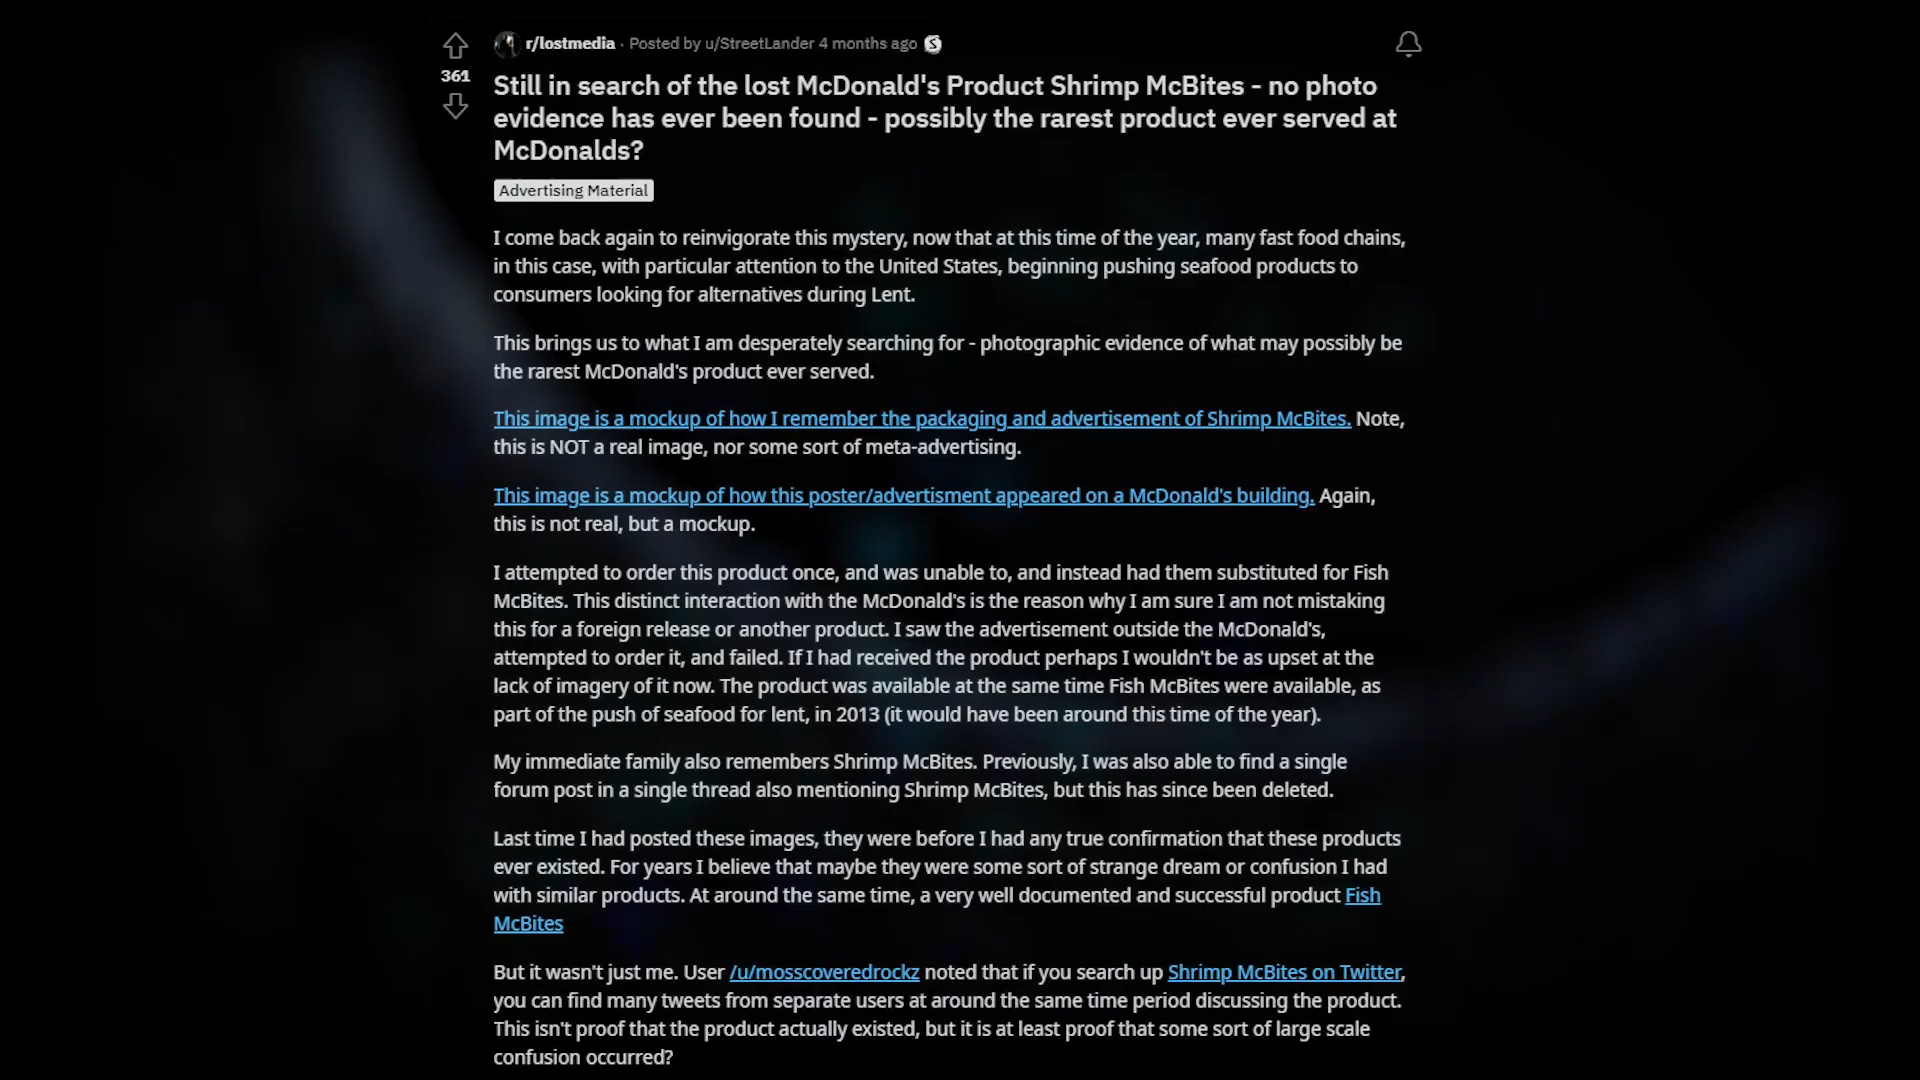 r/lostmedia · Posted by u/StreetLander 4 months ago
361
Still in search of the lost McDonald's Product Shrimp McBites - no photo
evidence has ever been found - possibly the rarest product ever served at
McDonalds?
Advertising Material
I come back again to reinvigorate this mystery, now that at this time of the year, many fast food chains,
in this case, with particular attention to the United States, beginning pushing seafood products to
consumers looking for alternatives during Lent.
This brings us to what I am desperately searching for - photographic evidence of what may possibly be
the rarest McDonald's product ever served.
This image is a mockup of how I remember the packaging and advertisement of Shrimp McBites. Note,
this is NOT a real image, nor some sort of meta-advertising.
This image is a mockup of how this poster/advertisment appeared on a McDonald's building. Again,
this is not real, but a mockup.
I attempted to order this product once, and was unable to, and instead had them substituted for Fish
McBites. This distinct interaction with the McDonald's is the reason why I am sure I am not mistaking
this for a foreign release or another product. I saw the advertisement outside the McDonald's,
attempted to order it, and failed. If I had received the product perhaps I wouldn't be as upset at the
lack of imagery of it now. The product was available at the same time Fish McBites were available, as
part of the push of seafood for lent, in 2013 (it would have been around this time of the year).
My immediate family also remembers Shrimp McBites. Previously, I was also able to find a single
forum post in a single thread also mentioning Shrimp McBites, but this has since been deleted.
Last time I had posted these images, they were before I had any true confirmation that these products
ever existed. For years I believe that maybe they were some sort of strange dream or confusion I had
with similar products. At around the same time, a very well documented and successful product Fish
McBites
But it wasn't just me. User /u/mosscoveredrockz noted that if you search up Shrimp McBites on Twitter,
you can find many tweets from separate users at around the same time period discussing the product.
This isn't proof that the product actually existed, but it is at least proof that some sort of large scale
confusion occurred?